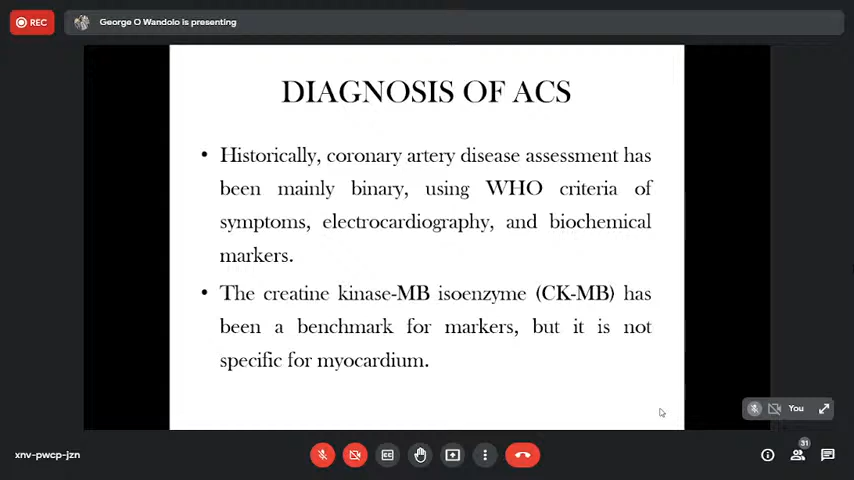 REC
George O Wandolo is presenting
DIAGNOSIS OF ACS
• Historically, coronary artery disease assessment has
been mainly binary, using WHO criteria of
symptoms, electrocardiography, and biochemical
markers.
• The creatine kinase-MB isoenzyme (CK-MB) has
been a benchmark for markers, but it is not
specific for myocardium.
You
31
xnv-pwcp-jzn
CC